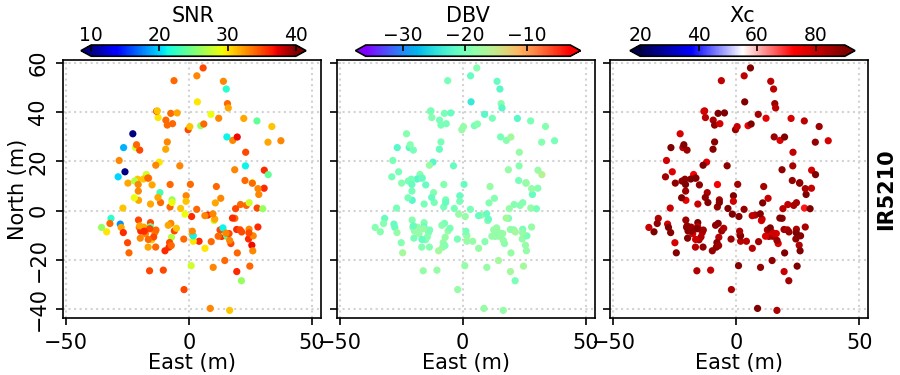 SNR DBV Xc
10 20 30 40 −30 −20 −10 20 40 60 80
60
40
20
0
−20
−40
North (m)
IR5210
−50 0 50 −50 0 50 −50 0 50
East (m) East (m) East (m)